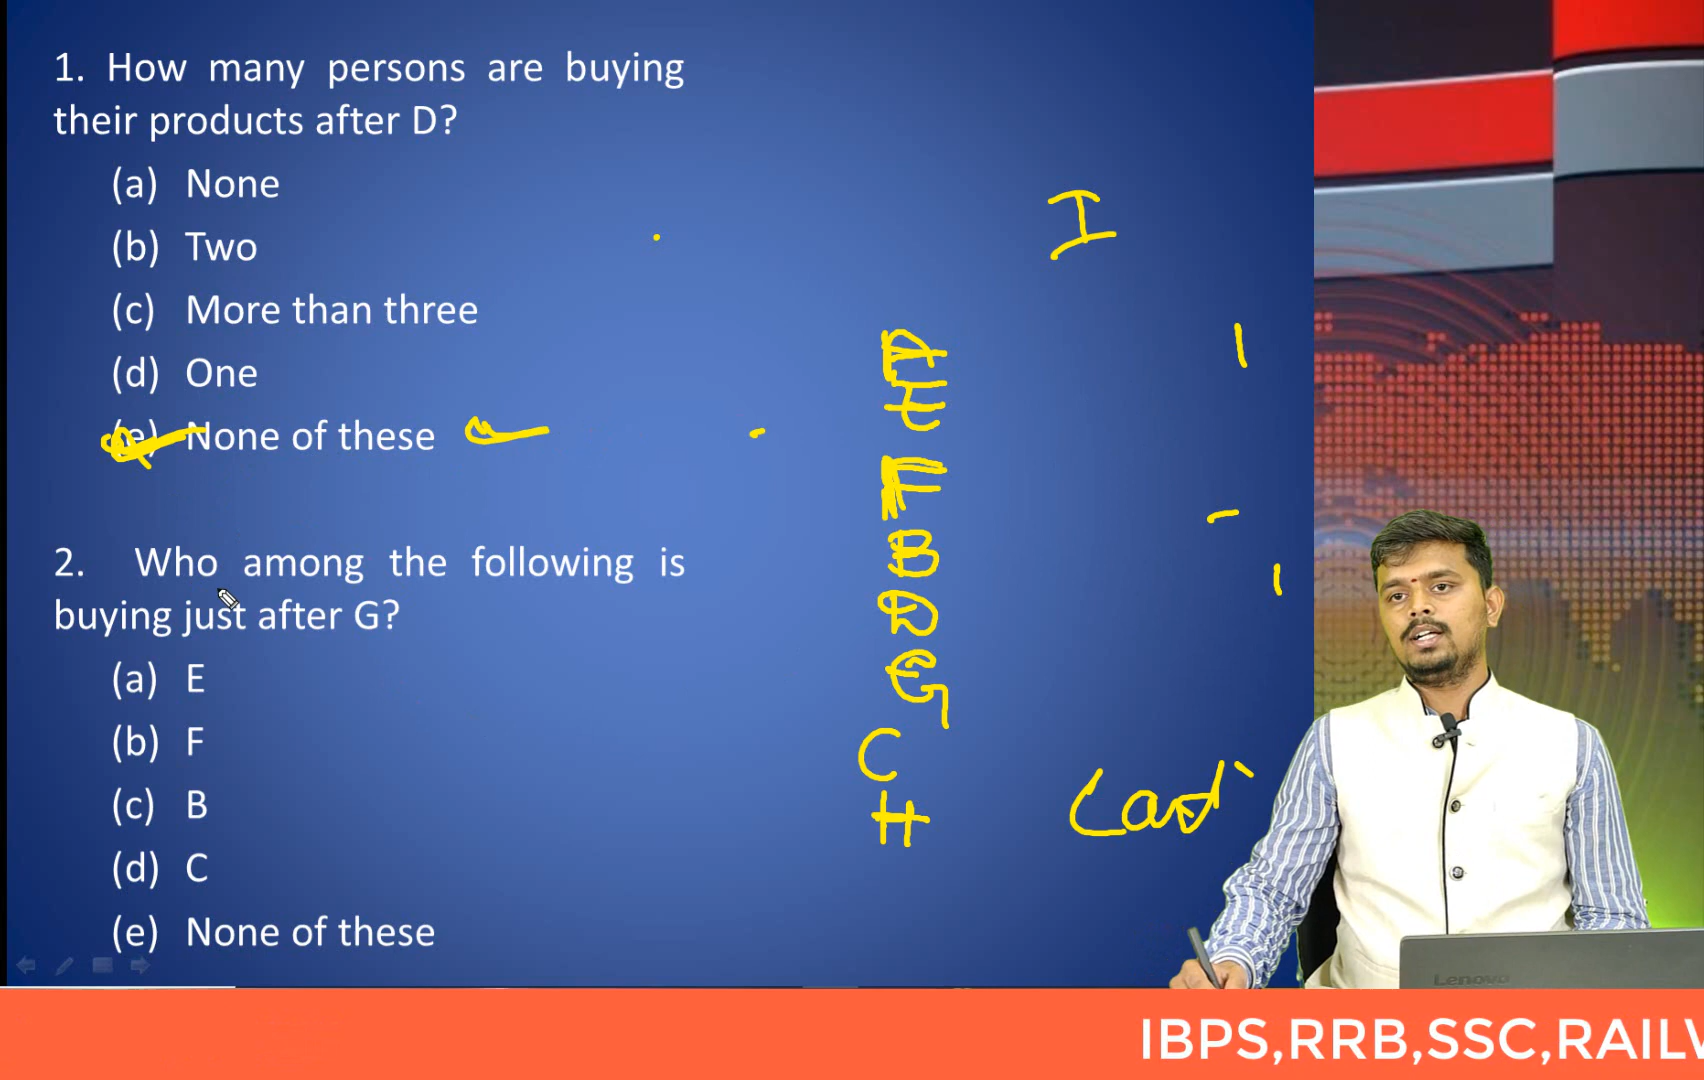 1. How many persons are buying
their products after D?
(a) None
(b) Two
(c) More than three
(d) One
(e) None of these
2. Who among the following is
buying just after G?
(a) E
(b) F
(c) B
(d) C
(e) None of these
I
A
E
F
B
D
G
C
H
Last
Lenovo
IBPS,RRB,SSC,RAILW